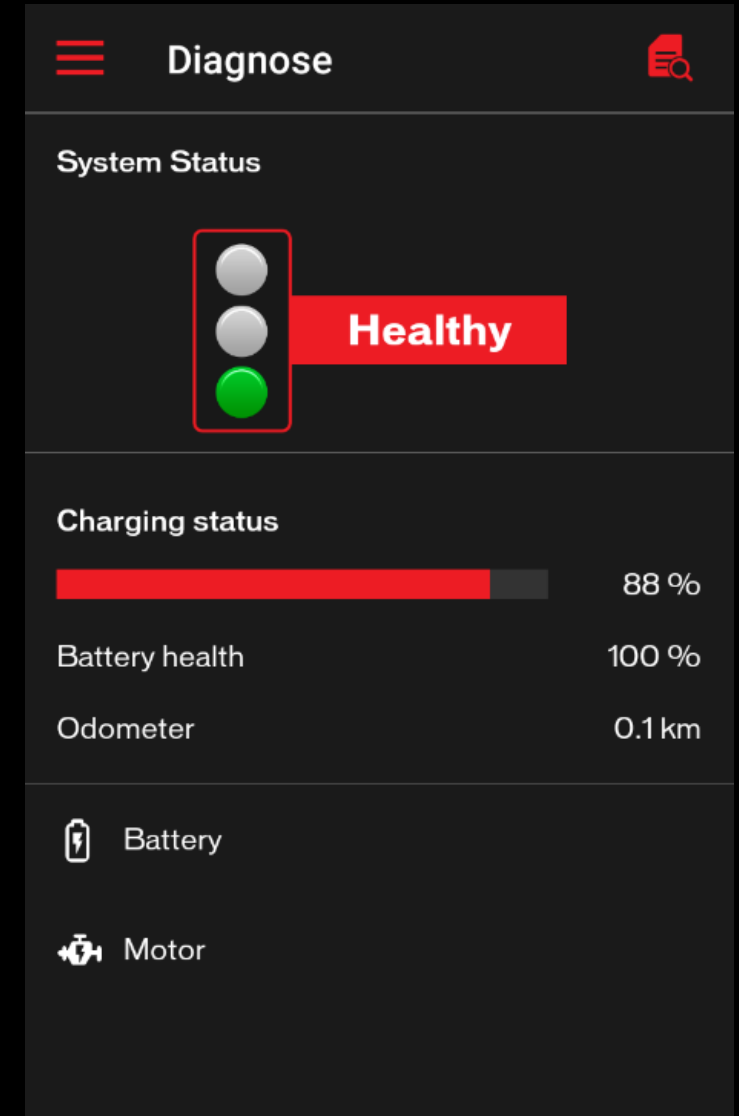 Diagnose
System Status
Healthy
Charging status
88 %
Battery health 100 %
Odometer 0.1 km
Battery
Motor